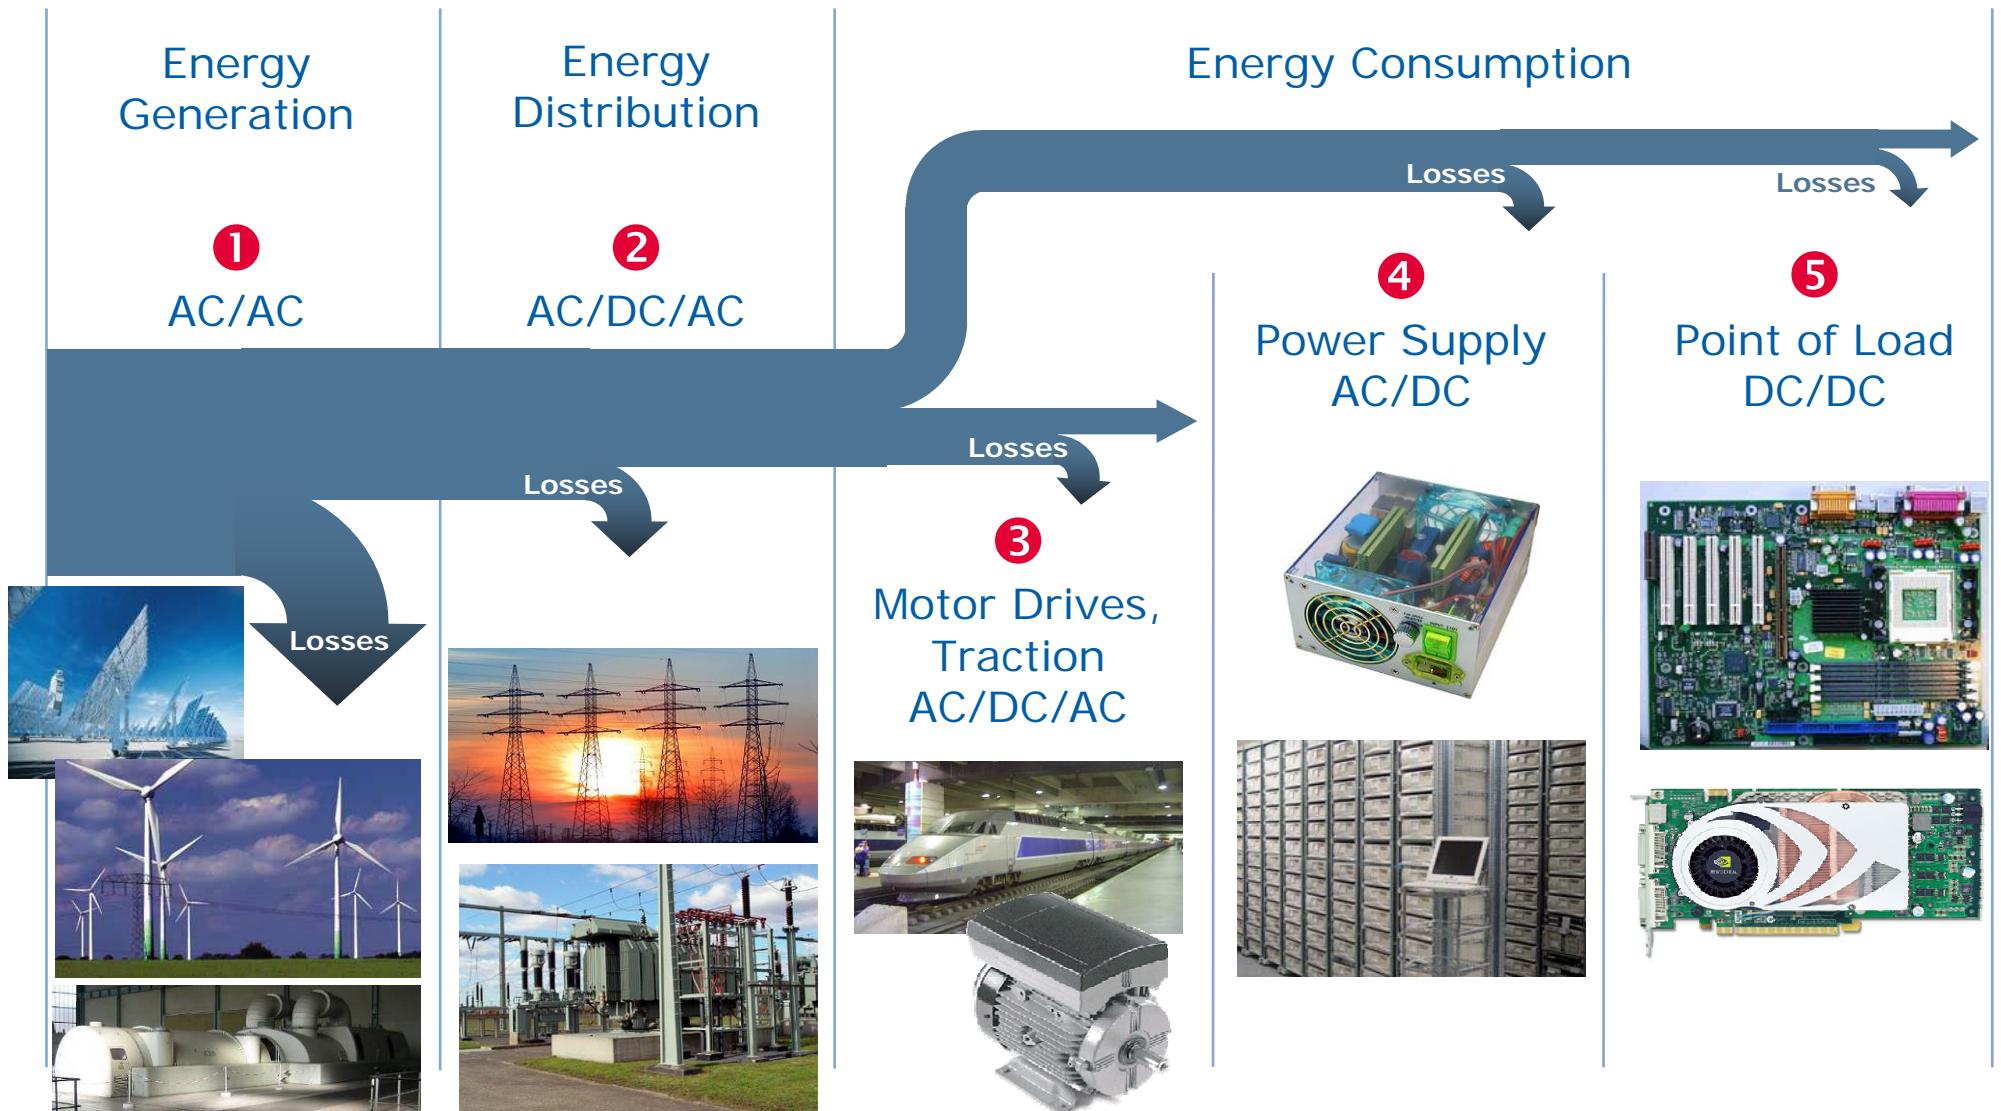 Energy
Generation
Energy
Distribution
Energy Consumption
Losses
Losses
1
2
4
5
AC/AC
AC/DC/AC
Power Supply
AC/DC
Point of Load
DC/DC
Losses
Losses
3
Motor Drives,
Traction
AC/DC/AC
Losses